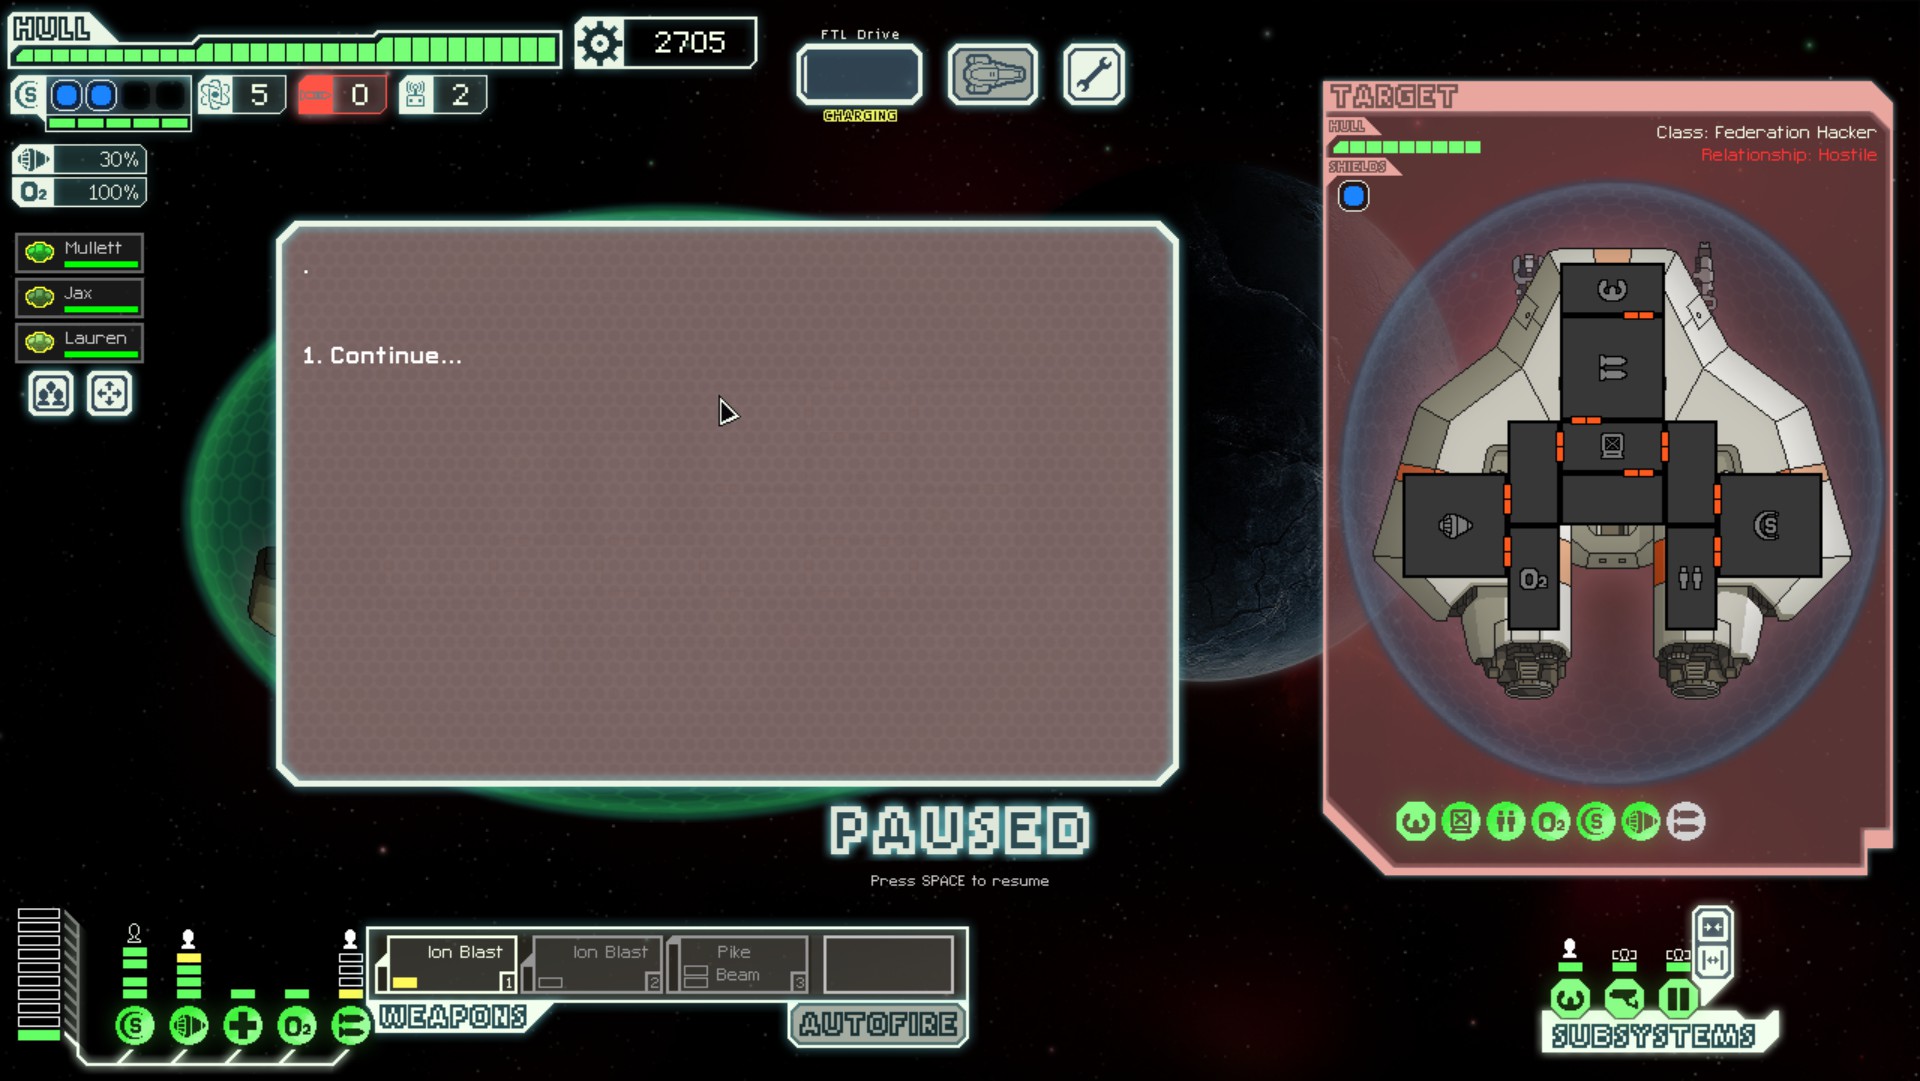 HULL
2705
FTL Drive
CHARGING
5
0
2
30%
O2
100%
Mullett
Jax
Lauren
.
1. Continue...
TARGET
HULL
Class: Federation Hacker
Relationship: Hostile
SHIELDS
S
O2
PAUSED
Press SPACE to resume
Ion Blast
1
Ion Blast
2
Pike
Beam
3
WEAPONS
AUTOFIRE
SUBSYSTEMS